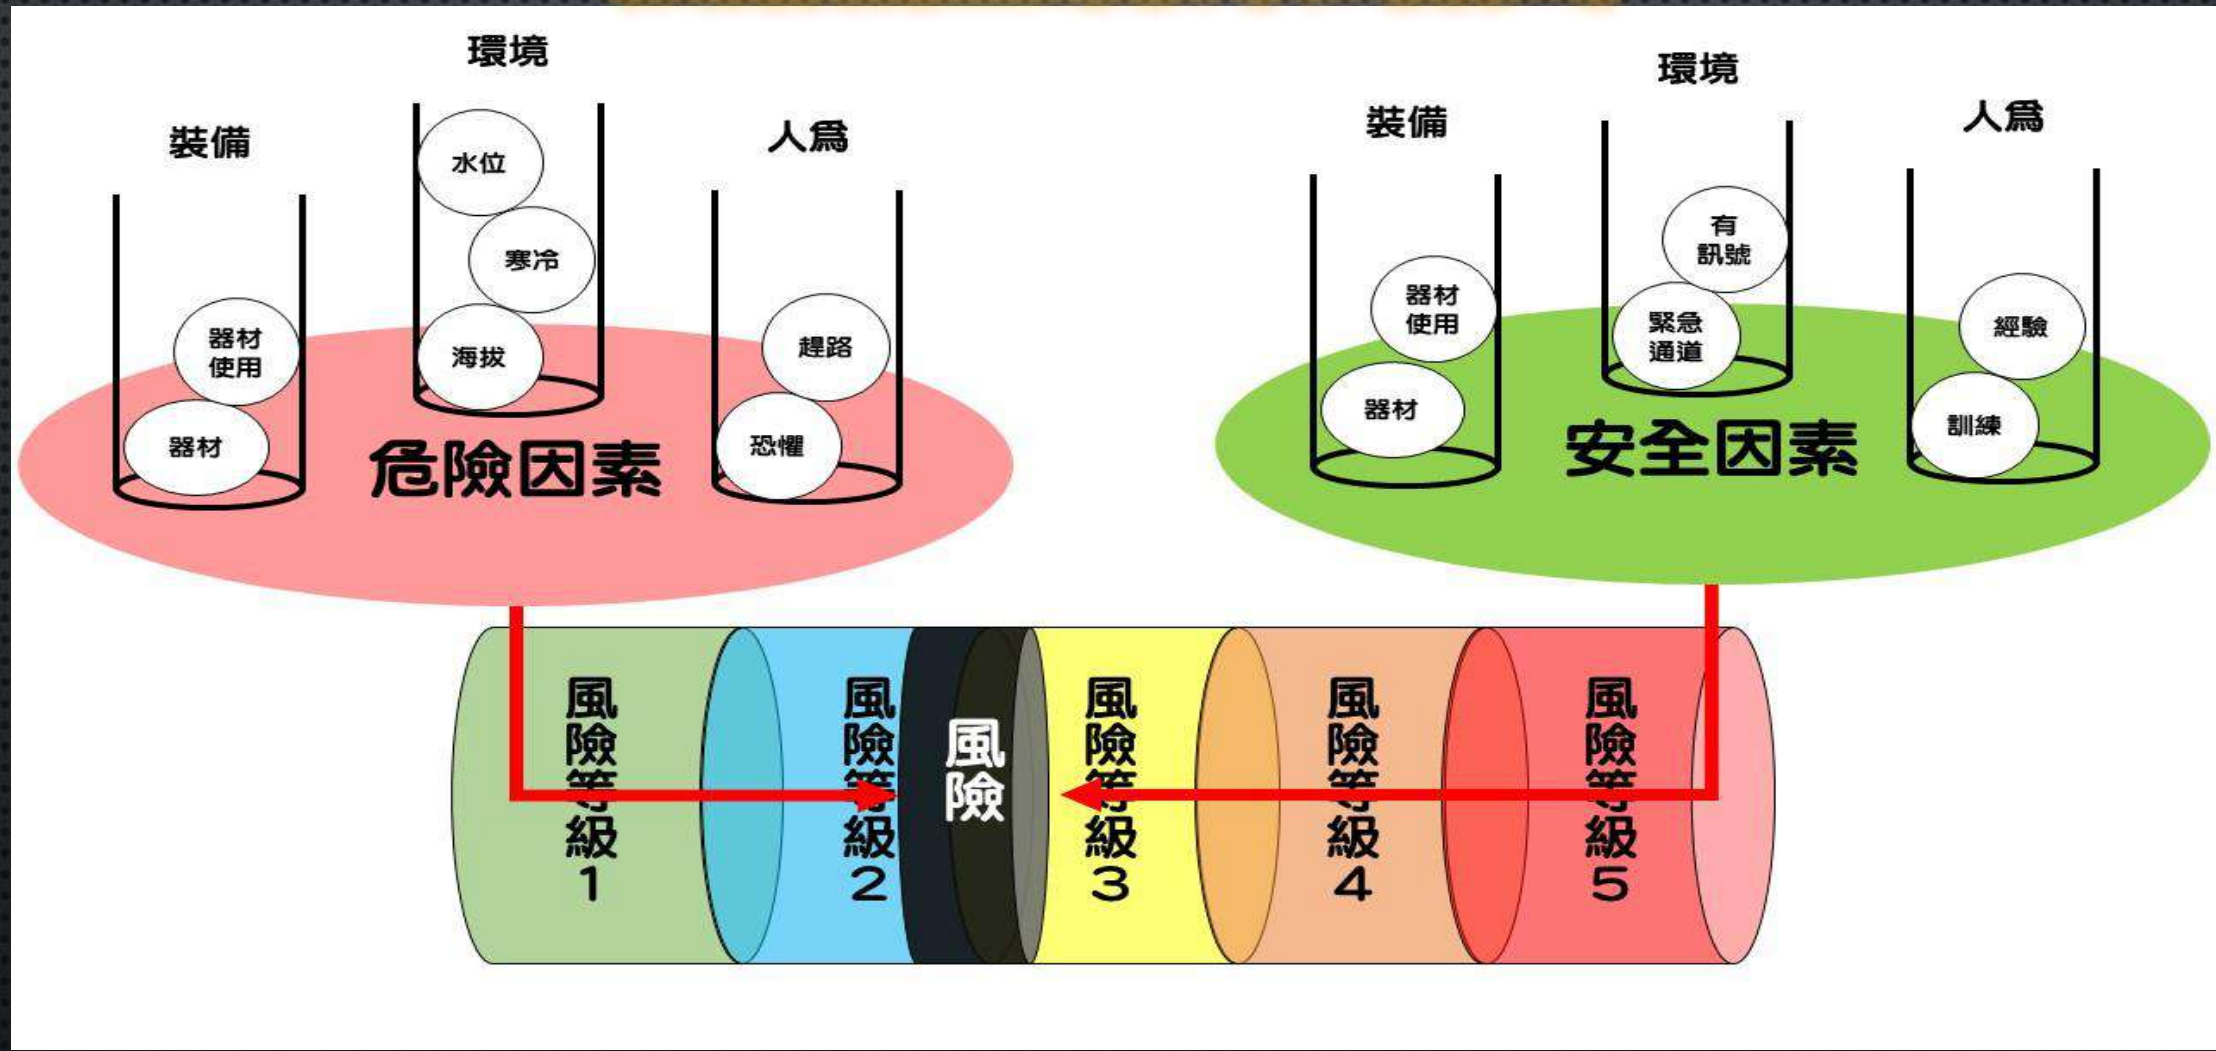 環境
裝備
人為
水位
寒冷
海拔
器材
使用
器材
趕路
恐懼
危險因素
環境
裝備
人為
有
訊號
緊急
通道
器材
使用
器材
經驗
訓練
安全因素
風險等級1
風險等級2
風險
風險等級3
風險等級4
風險等級5